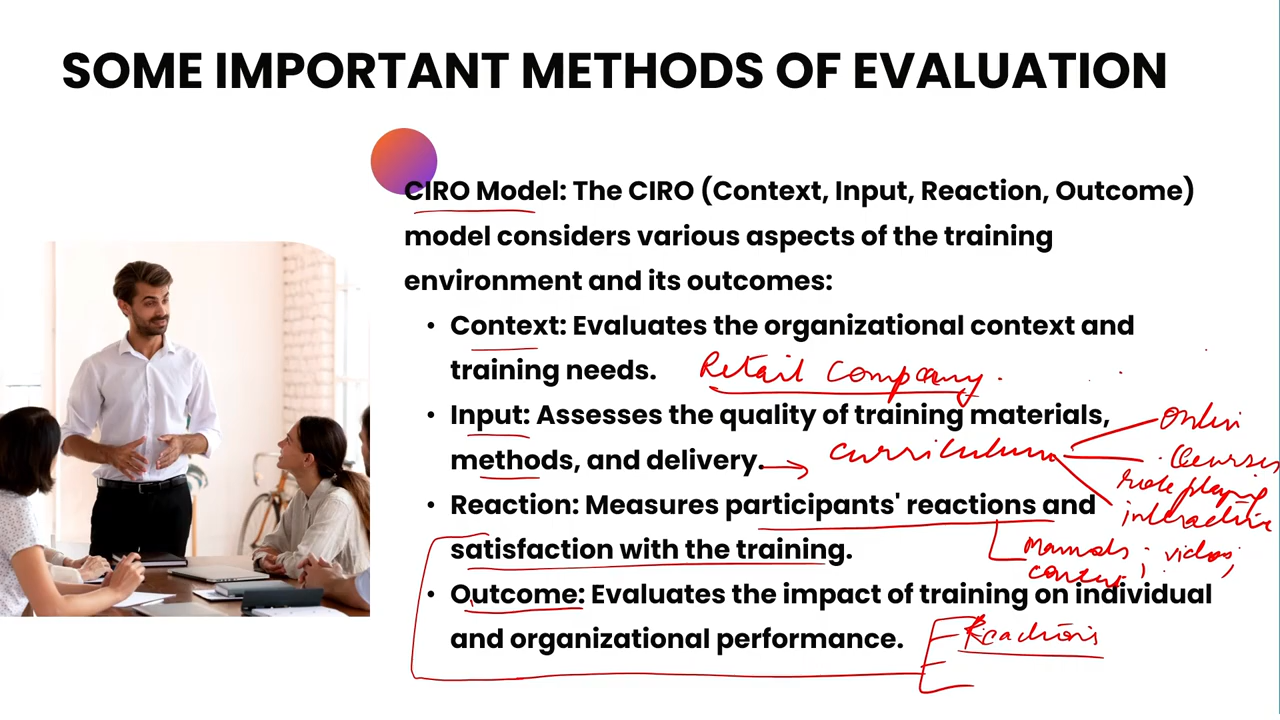 SOME IMPORTANT METHODS OF EVALUATION
CIRO Model: The CIRO (Context, Input, Reaction, Outcome)
model considers various aspects of the training
environment and its outcomes:
• Context: Evaluates the organizational context and
training needs. Retail Company.
• Input: Assesses the quality of training materials,
methods, and delivery. curriculum
• Reaction: Measures participants' reactions and
satisfaction with the training.
• Outcome: Evaluates the impact of training on individual
and organizational performance.
Courses
role playing
interactive
Reactions